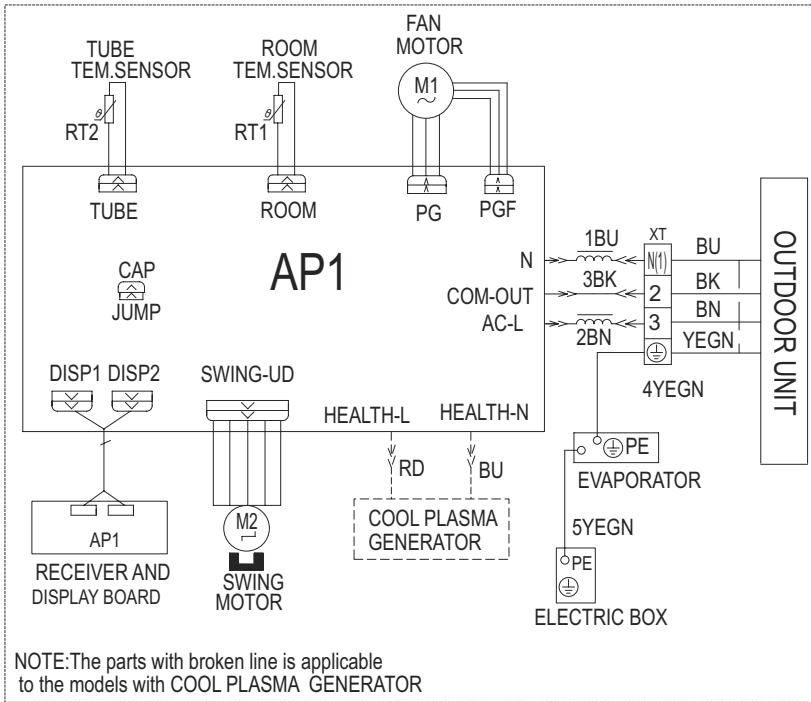 TUBE
TEM.SENSOR
ROOM
TEM.SENSOR
FAN
MOTOR
M1
θ
RT2
θ
RT1
TUBE
ROOM
PG
PGF
CAP
JUMP
AP1
N
COM-OUT
AC-L
1BU
3BK
2BN
XT
N(1)
2
3
BU
BK
BN
YEGN
OUTDOOR UNIT
4YEGN
DISP1 DISP2
SWING-UD
HEALTH-L
HEALTH-N
RD
BU
PE
EVAPORATOR
5YEGN
PE
ELECTRIC BOX
AP1
RECEIVER AND
DISPLAY BOARD
M2
SWING
MOTOR
COOL PLASMA
GENERATOR
NOTE:The parts with broken line is applicable
to the models with COOL PLASMA GENERATOR